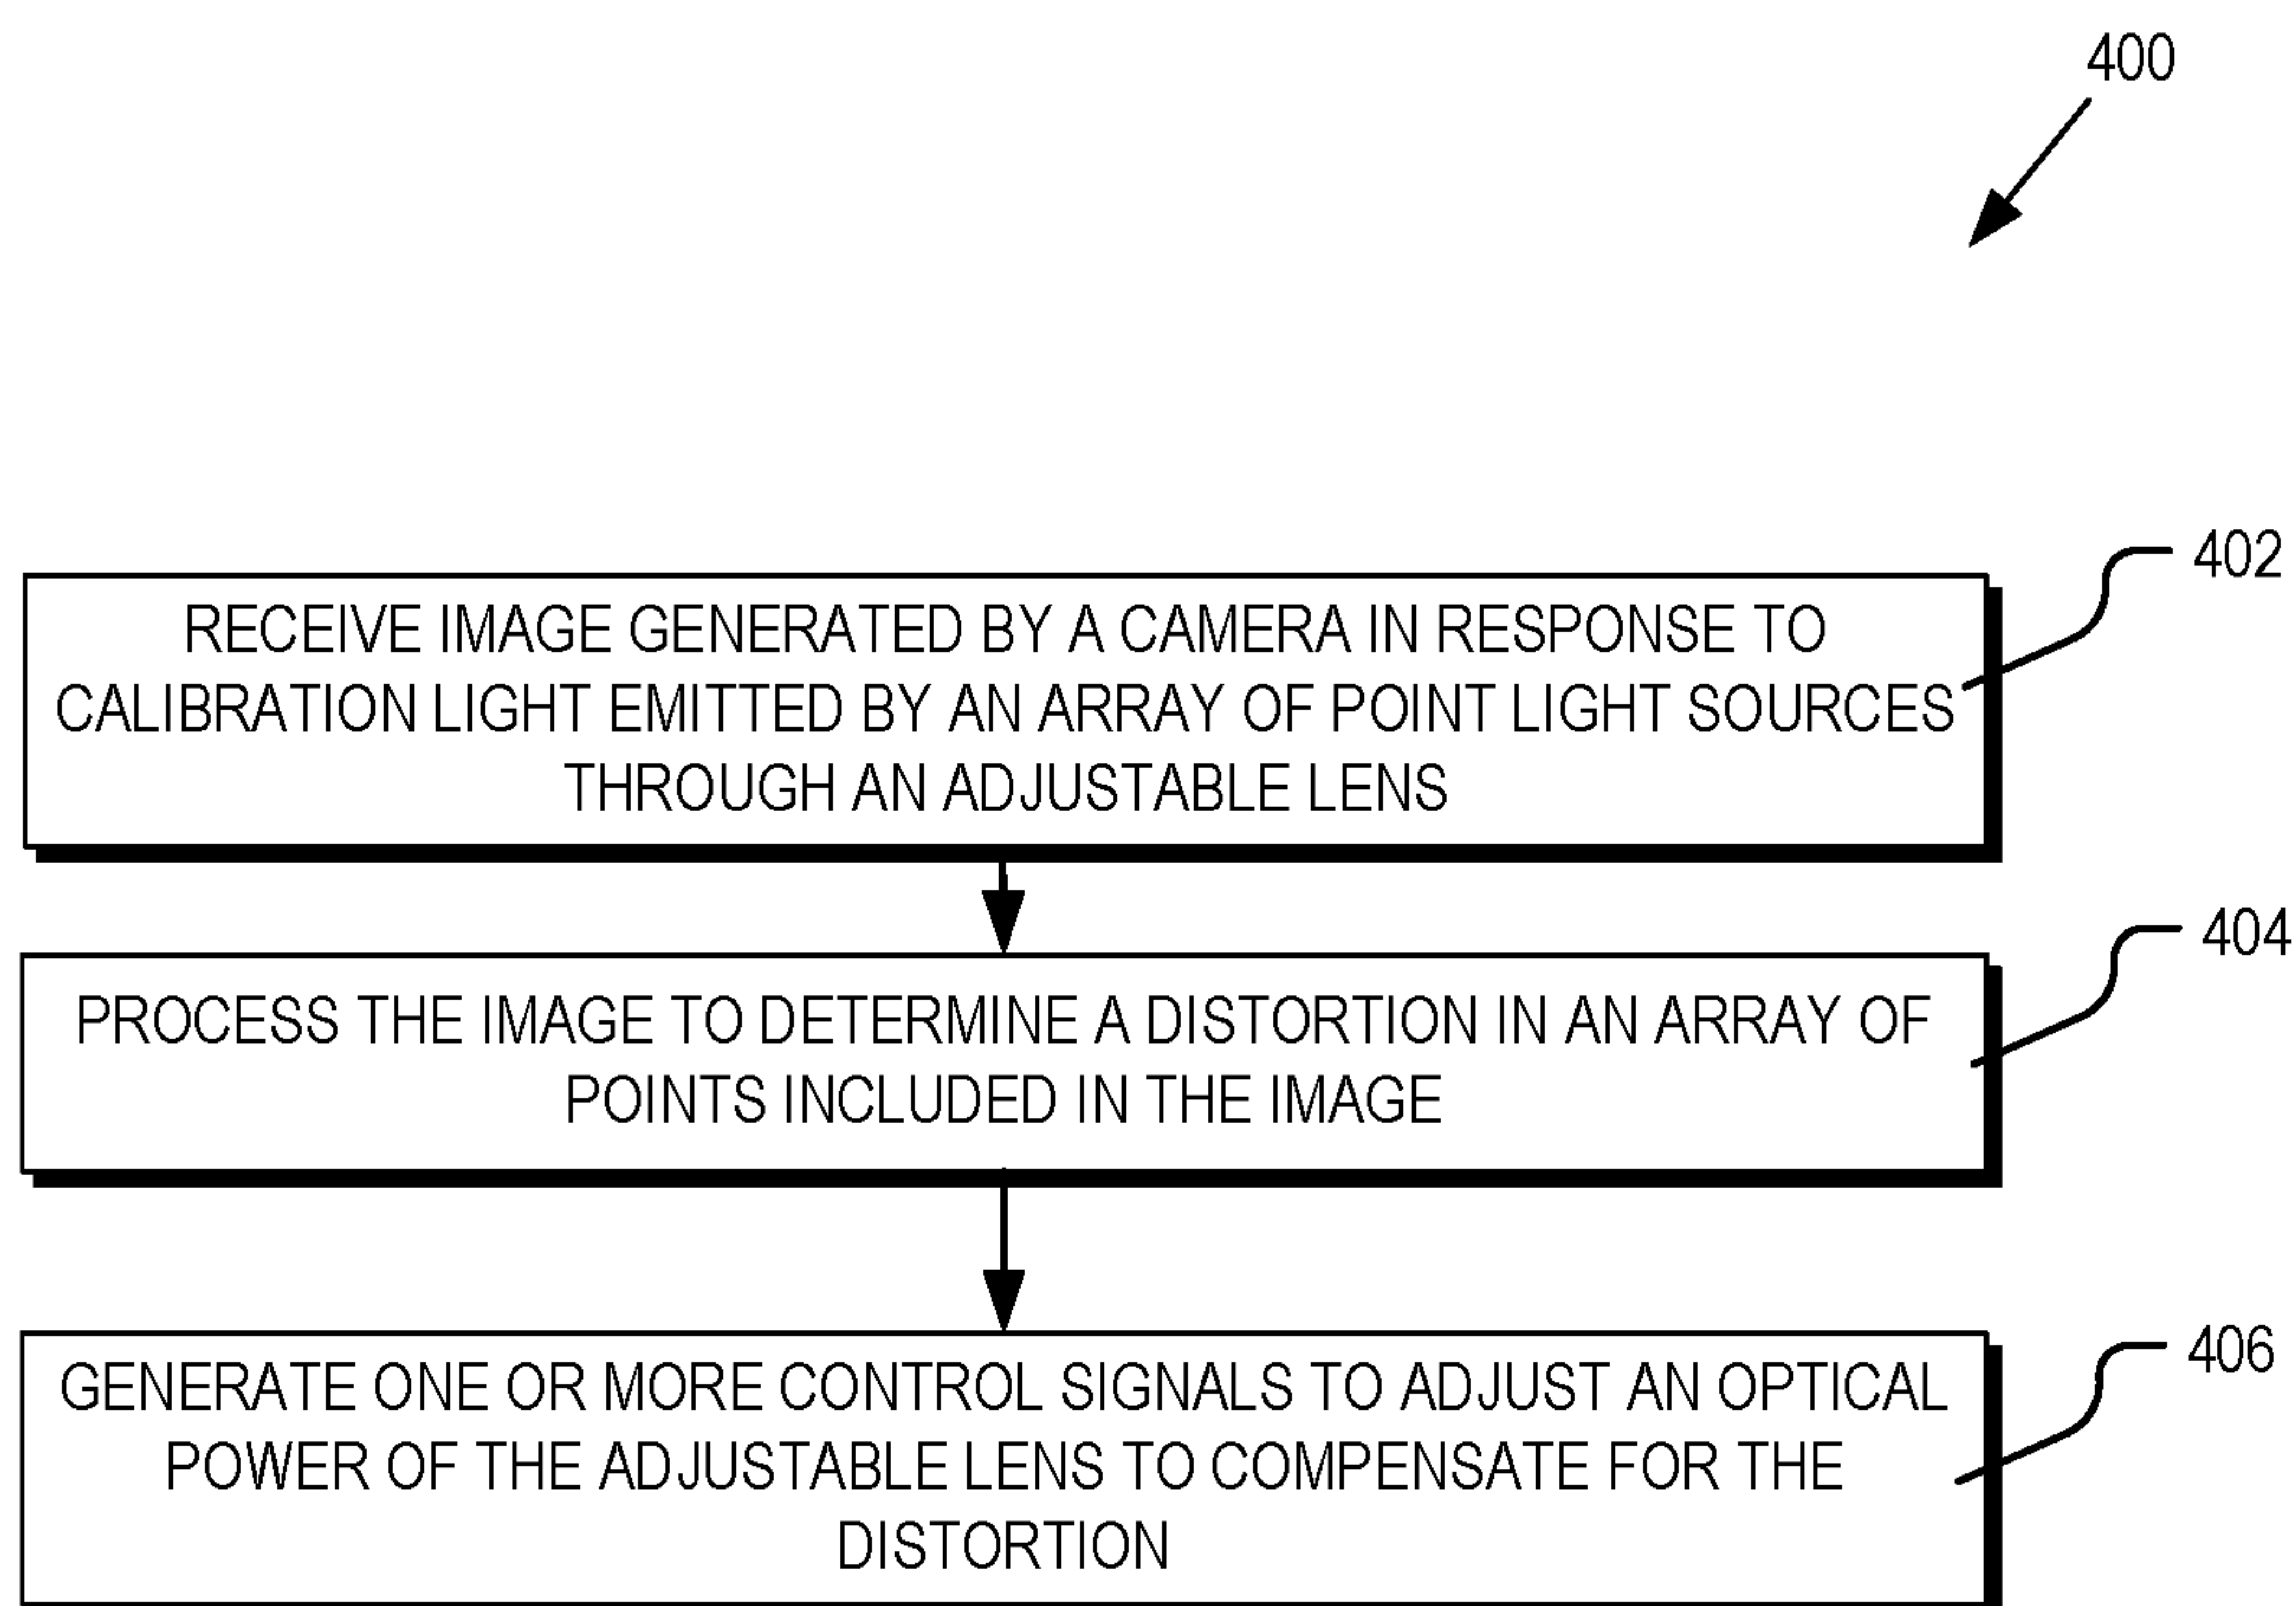 400
402
RECEIVE IMAGE GENERATED BY A CAMERA IN RESPONSE TO
CALIBRATION LIGHT EMITTED BY AN ARRAY OF POINT LIGHT SOURCES
THROUGH AN ADJUSTABLE LENS
404
PROCESS THE IMAGE TO DETERMINE A DISTORTION IN AN ARRAY OF
POINTS INCLUDED IN THE IMAGE
406
GENERATE ONE OR MORE CONTROL SIGNALS TO ADJUST AN OPTICAL
POWER OF THE ADJUSTABLE LENS TO COMPENSATE FOR THE
DISTORTION